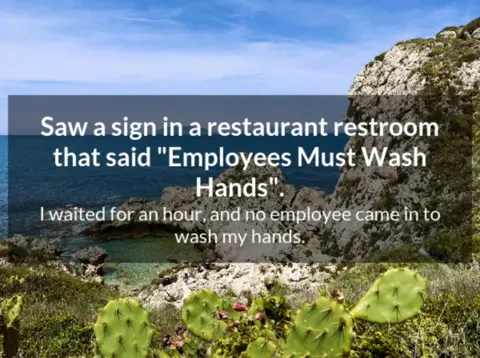 Saw a sign in a restaurant restroom
that said "Employees Must Wash
Hands".
I waited for an hour, and no employee came in to
wash my hands.